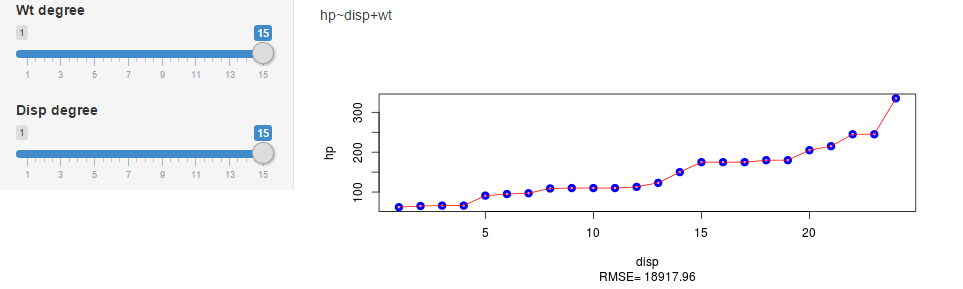 Wt degree
1 15
1 3 5 7 9 11 13 15
Disp degree
1 15
1 3 5 7 9 11 13 15
hp~disp+wt
hp
300
200
100
5 10 15 20
disp
RMSE= 18917.96